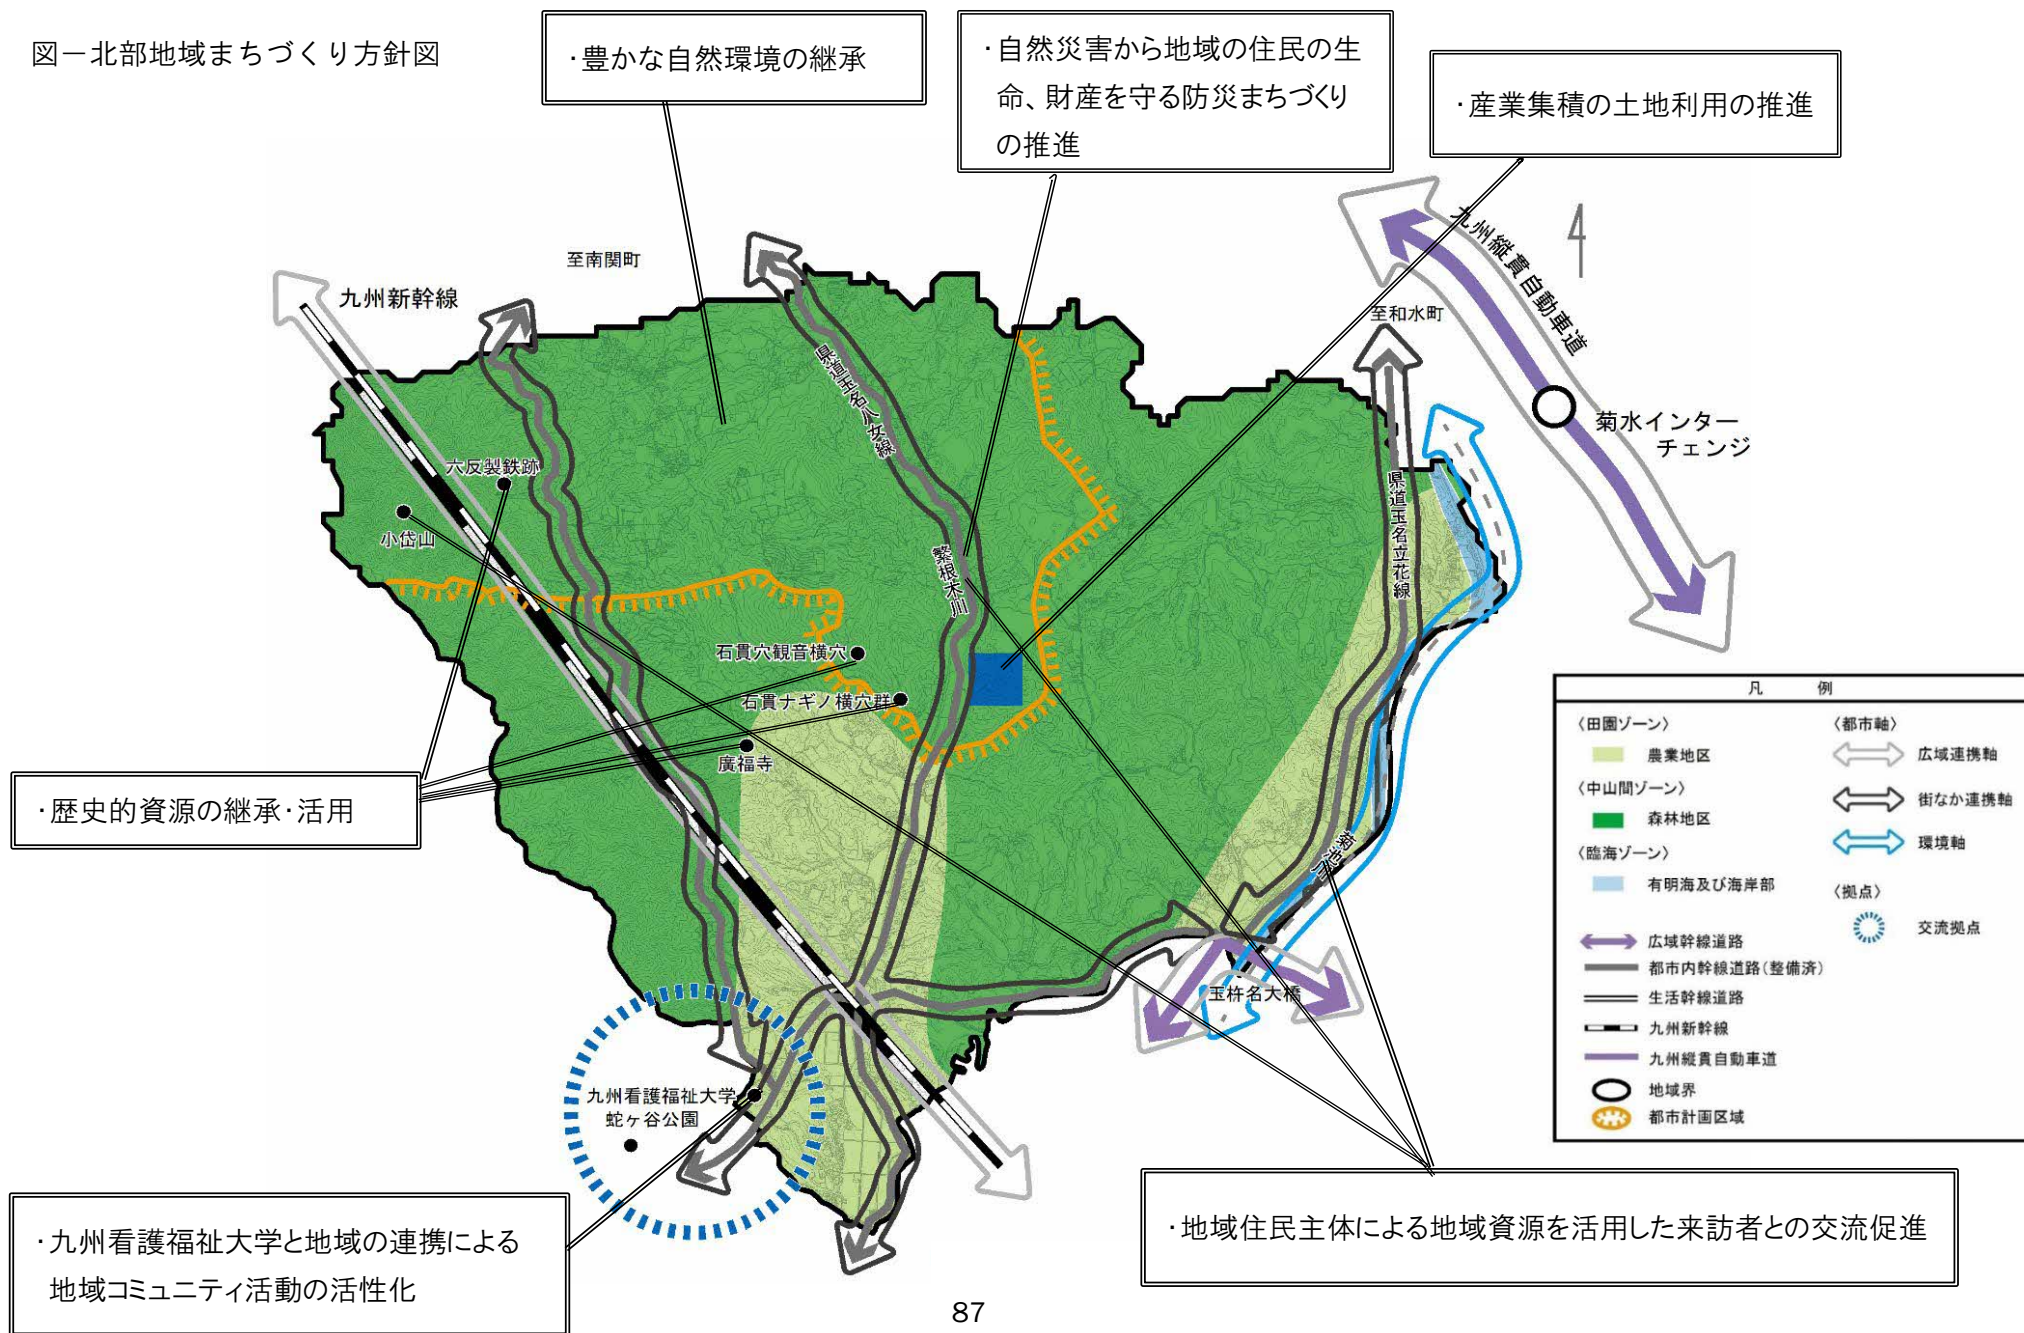 図－北部地域まちづくり方針図
・豊かな自然環境の継承
・自然災害から地域の住民の生
命、財産を守る防災まちづくり
の推進
・産業集積の土地利用の推進
九州縦貫自動車道
至南関町
九州新幹線
至和水町
県道玉名八女線
菊水インター
チェンジ
六反製鉄跡
県道玉名立花線
小岱山
繁根木川
石貫穴観音横穴
石貫ナギノ横穴群
廣福寺
・歴史的資源の継承・活用
菊池川
玉杵名大橋
九州看護福祉大学
蛇ヶ谷公園
凡　例
〈田園ゾーン〉
農業地区
〈中山間ゾーン〉
森林地区
〈臨海ゾーン〉
有明海及び海岸部
広域幹線道路
都市内幹線道路(整備済)
生活幹線道路
九州新幹線
九州縦貫自動車道
地域界
都市計画区域
〈都市軸〉
広域連携軸
街なか連携軸
環境軸
〈拠点〉
交流拠点
・九州看護福祉大学と地域の連携による
地域コミュニティ活動の活性化
・地域住民主体による地域資源を活用した来訪者との交流促進
87